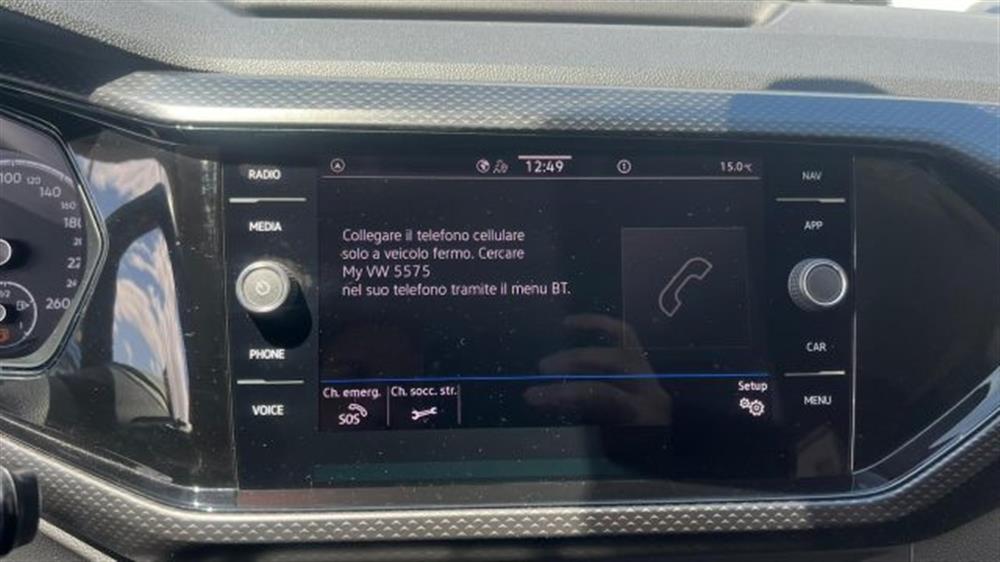 12:49
15.0°C
RADIO
MEDIA
PHONE
VOICE
NAV
APP
CAR
MENU
Collegare il telefono cellulare
solo a veicolo fermo. Cercare
My VW 5575
nel suo telefono tramite il menu BT.
Ch. emerg.
SOS
Ch. socc. str.
Setup
100
120
140
160
180
260